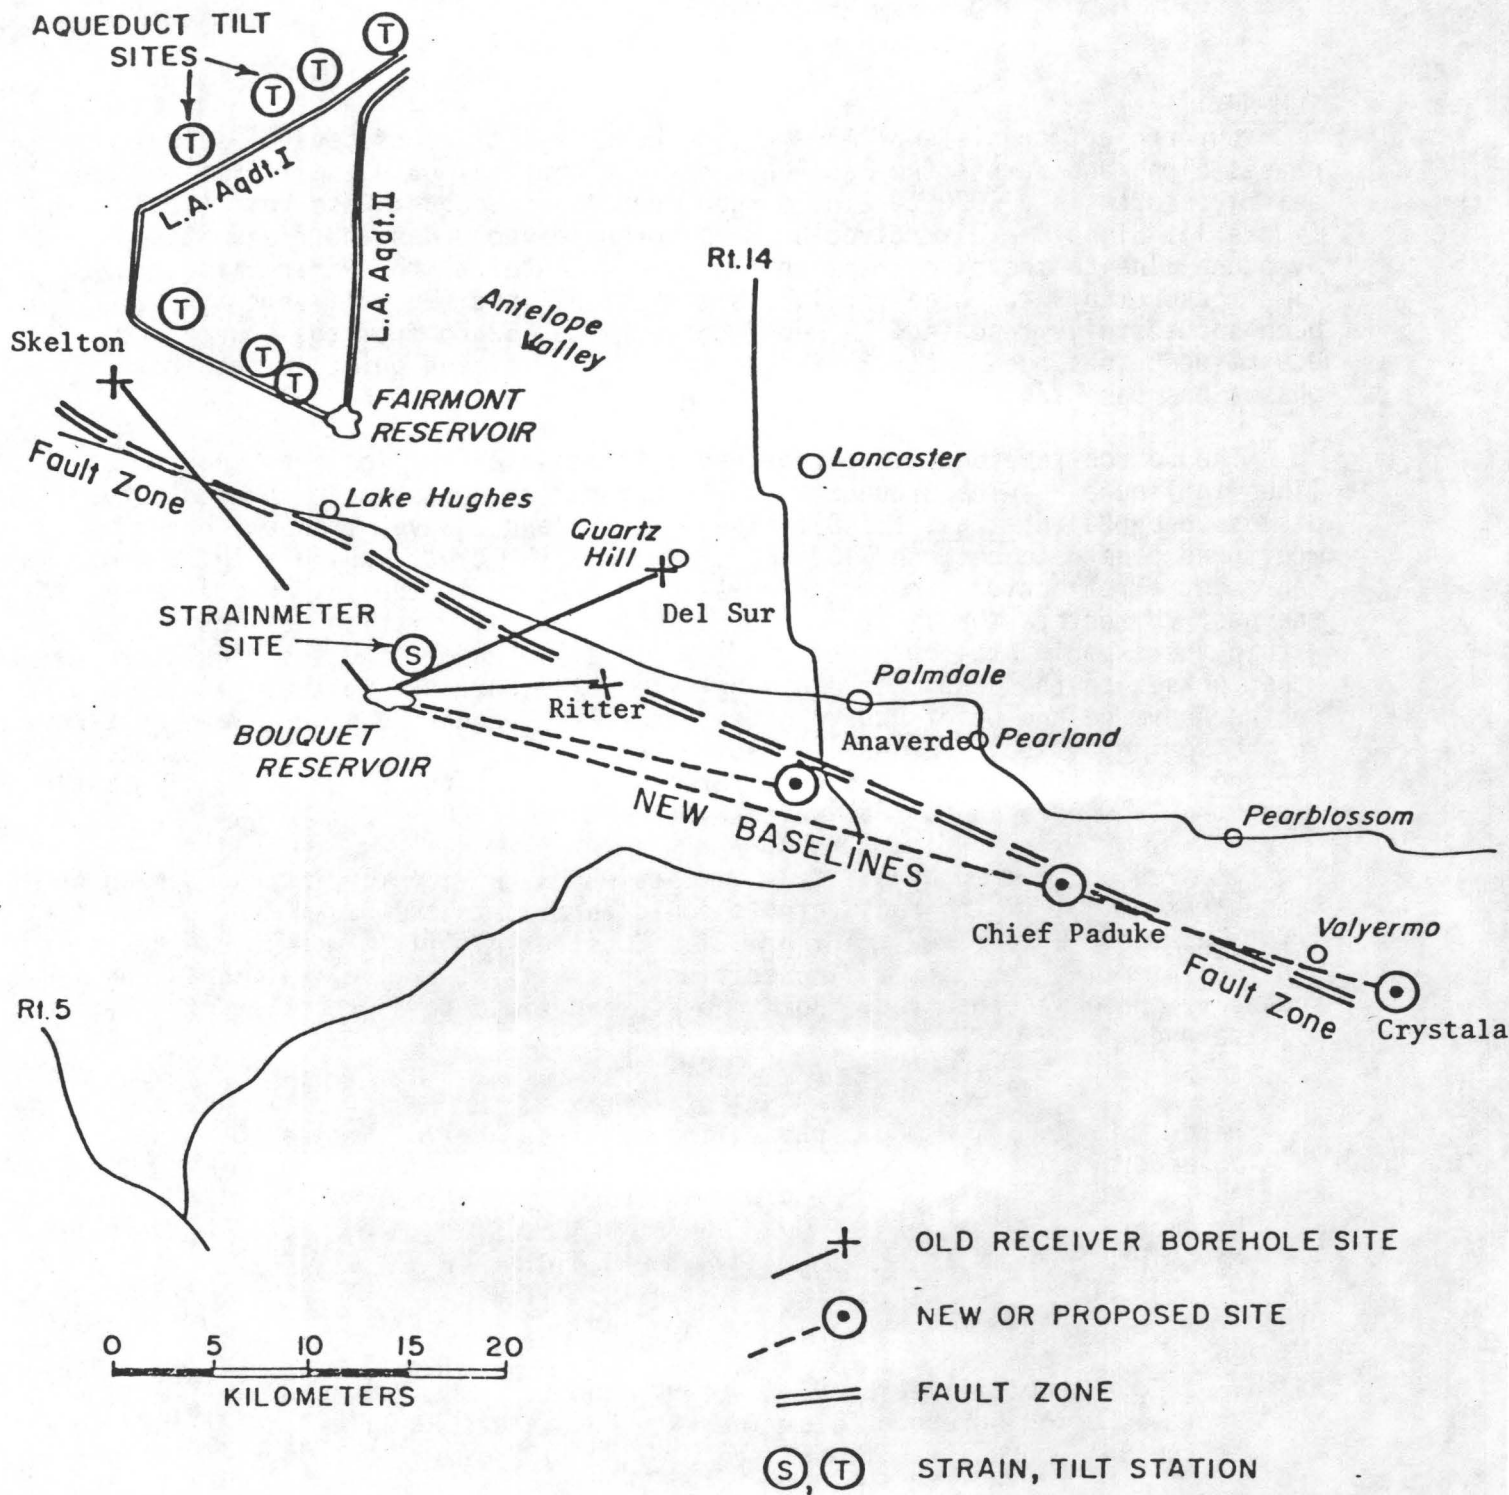 AQUEDUCT TILT
SITES
T
T
T
T
L.A. Aqdt. I
L.A. Aqdt. II
Rt. 14
Antelope
Valley
T
T
T
Skelton
FAIRMONT
RESERVOIR
Fault Zone
Lake Hughes
Lancaster
Quartz
Hill
Del Sur
STRAINMETER
SITE
S
Ritter
Palmdale
Anaverde
Pearland
BOUQUET
RESERVOIR
NEW BASELINES
Pearblossom
Chief Paduke
Valyermo
Fault Zone
Crystala
Rt. 5
OLD RECEIVER BOREHOLE SITE
NEW OR PROPOSED SITE
0 5 10 15 20
KILOMETERS
FAULT ZONE
S, T STRAIN, TILT STATION